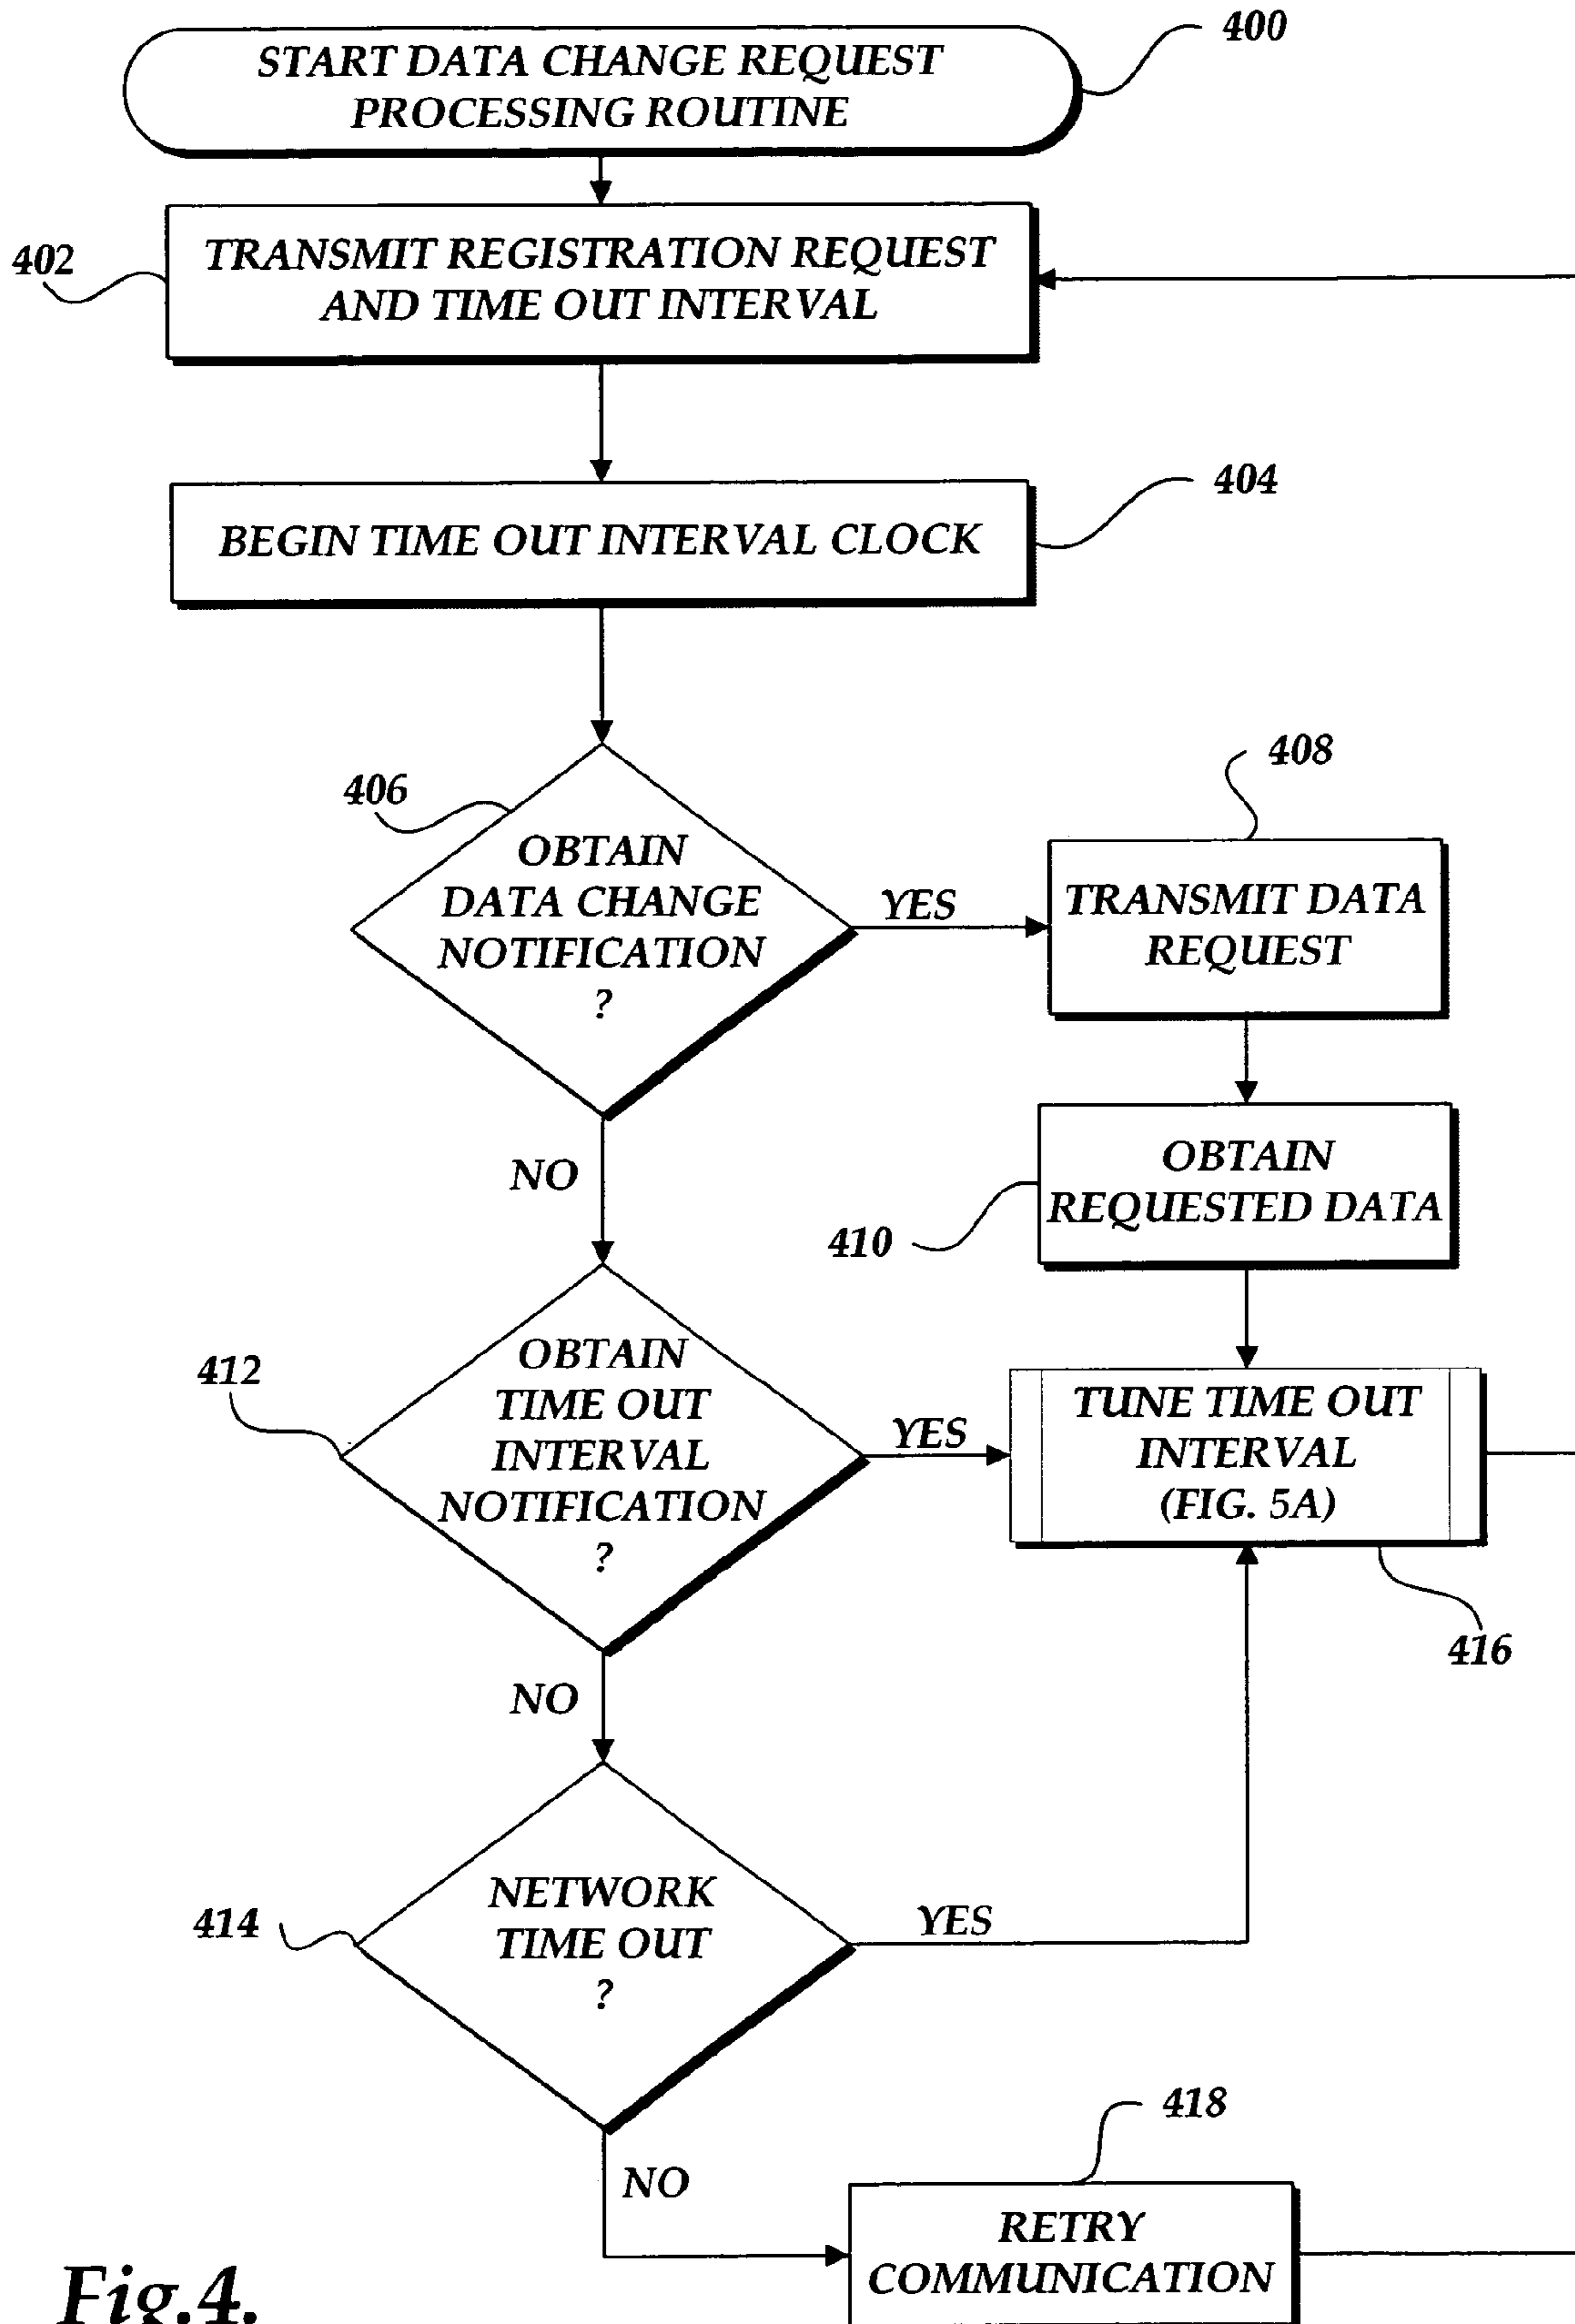 400
START DATA CHANGE REQUEST
PROCESSING ROUTINE
402
TRANSMIT REGISTRATION REQUEST
AND TIME OUT INTERVAL
404
BEGIN TIME OUT INTERVAL CLOCK
406
OBTAIN
DATA CHANGE
NOTIFICATION
?
YES
408
TRANSMIT DATA
REQUEST
NO
410
OBTAIN
REQUESTED DATA
412
OBTAIN
TIME OUT
INTERVAL
NOTIFICATION
?
YES
TUNE TIME OUT
INTERVAL
(FIG. 5A)
416
NO
414
NETWORK
TIME OUT
?
YES
NO
418
RETRY
COMMUNICATION
Fig.4.